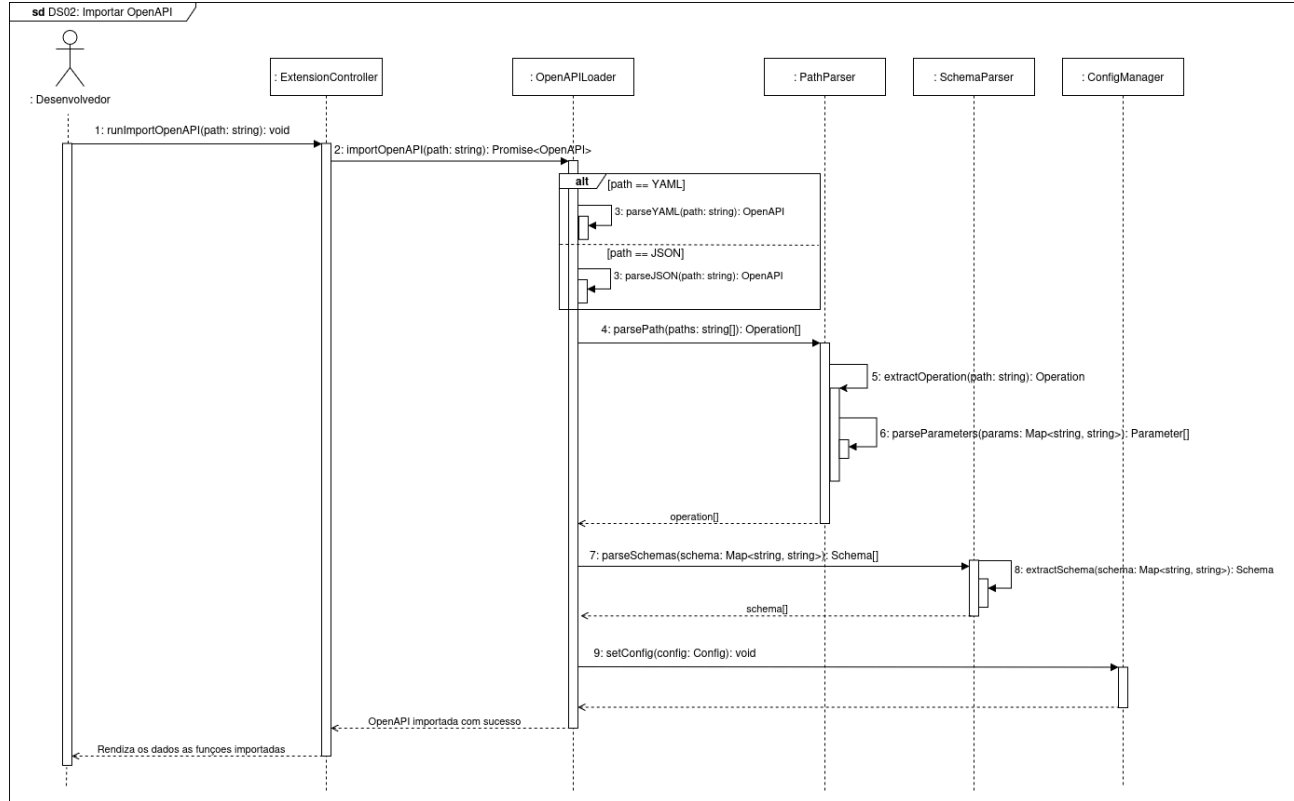 sd DS02: Importar OpenAPI
: Desenvolvedor
: ExtensionController
: OpenAPILoader
: PathParser
: SchemaParser
: ConfigManager
1: runImportOpenAPI(path: string): void
2: importOpenAPI(path: string): Promise<OpenAPI>
alt
[path == YAML]
3: parseYAML(path: string): OpenAPI
[path == JSON]
3: parseJSON(path: string): OpenAPI
4: parsePath(paths: string[]): Operation[]
5: extractOperation(path: string): Operation
6: parseParameters(params: Map<string, string>): Parameter[]
operation[]
7: parseSchemas(schema: Map<string, string>): Schema[]
8: extractSchema(schema: Map<string, string>): Schema
schema[]
9: setConfig(config: Config): void
OpenAPI importada com sucesso
Rendiza os dados as funçoes importadas